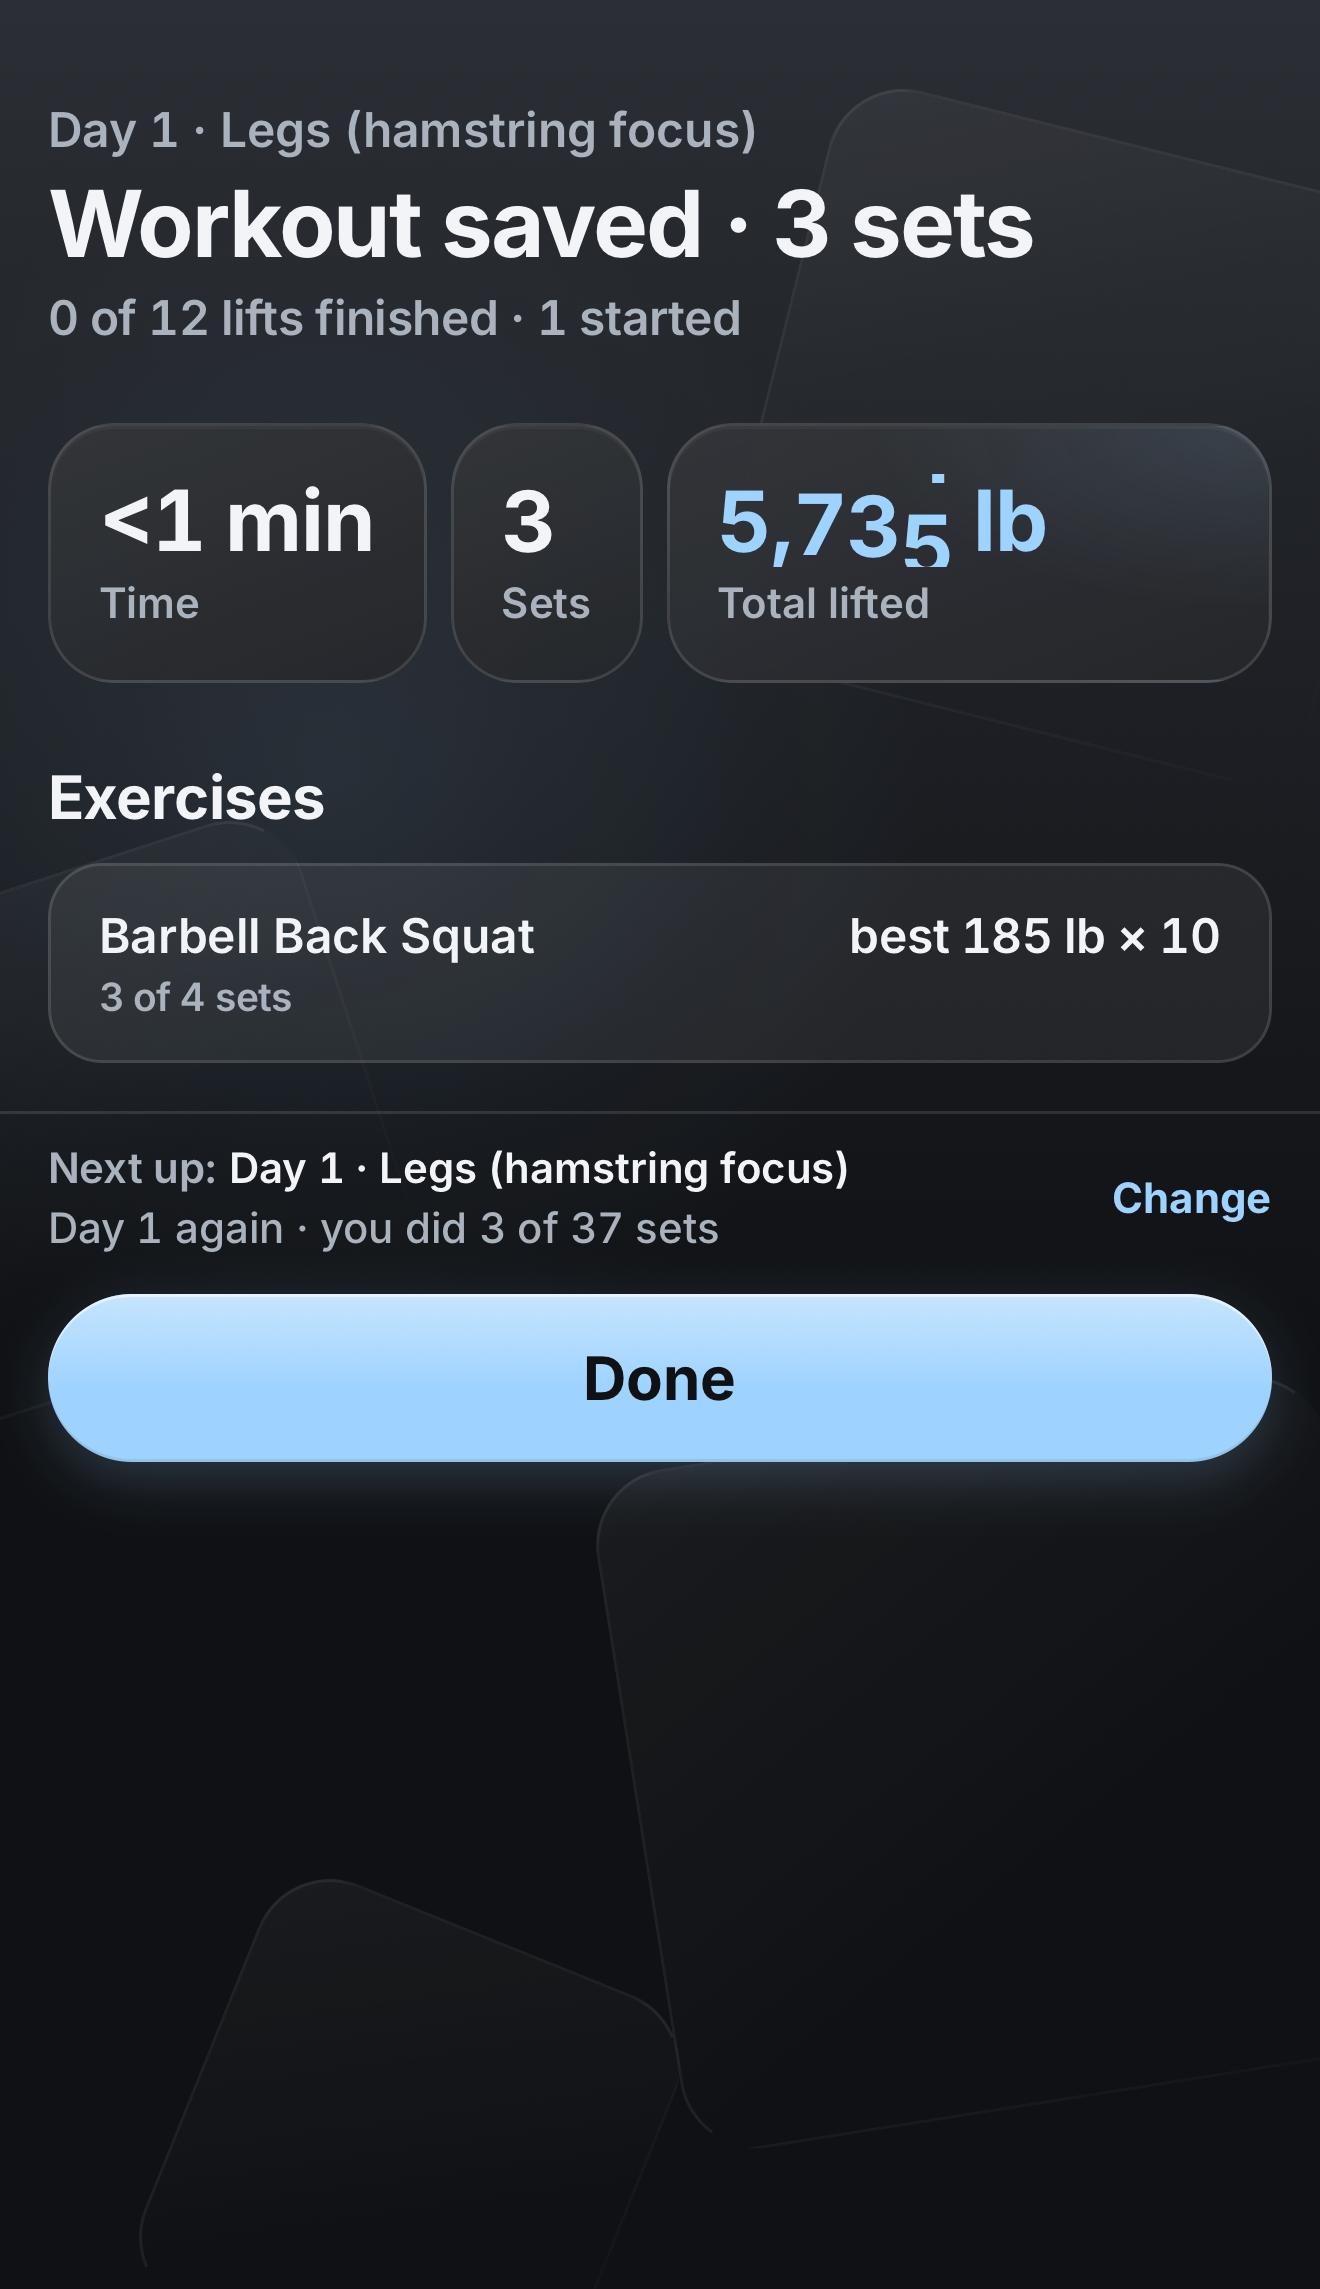 Day 1 · Legs (hamstring focus)
Workout saved · 3 sets
0 of 12 lifts finished · 1 started
<1 min
Time
3
Sets
5,735 lb
Total lifted
Exercises
Barbell Back Squat
best 185 lb × 10
3 of 4 sets
Next up: Day 1 · Legs (hamstring focus)
Day 1 again · you did 3 of 37 sets
Change
Done